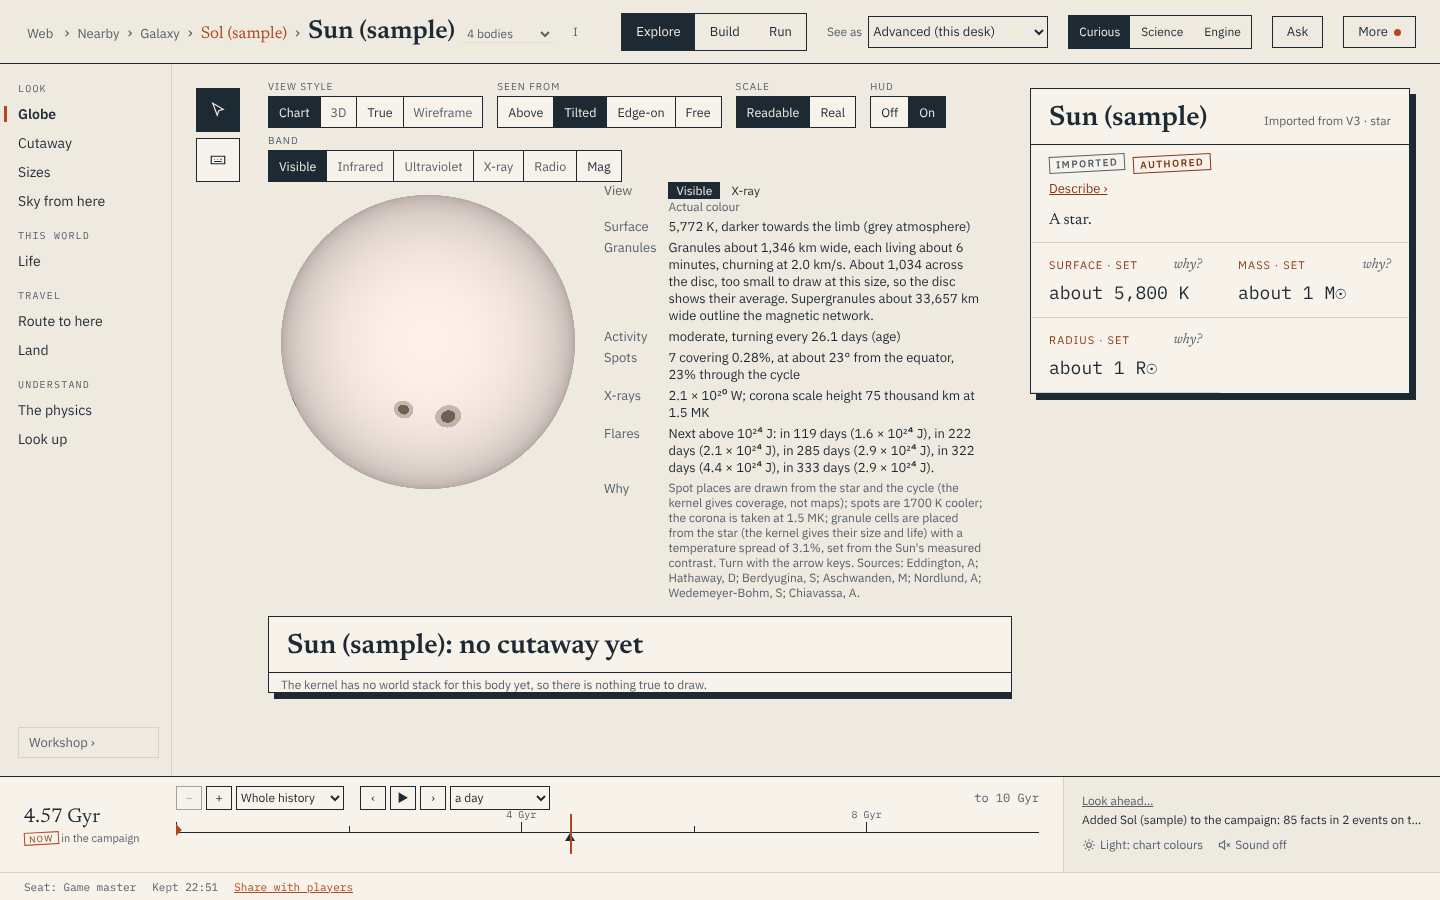 Web › Nearby › Galaxy › Sol (sample) › Sun (sample) 4 bodies I
Explore Build Run
See as Advanced (this desk)
Curious Science Engine
Ask
More
LOOK
Globe
Cutaway
Sizes
Sky from here
THIS WORLD
Life
TRAVEL
Route to here
Land
UNDERSTAND
The physics
Look up
Workshop ›
VIEW STYLE
Chart 3D True Wireframe
SEEN FROM
Above Tilted Edge-on Free
SCALE
Readable Real
HUD
Off On
BAND
Visible Infrared Ultraviolet X-ray Radio Mag
View Visible X-ray
Actual colour
Surface 5,772 K, darker towards the limb (grey atmosphere)
Granules Granules about 1,346 km wide, each living about 6
minutes, churning at 2.0 km/s. About 1,034 across
the disc, too small to draw at this size, so the disc
shows their average. Supergranules about 33,657 km
wide outline the magnetic network.
Activity moderate, turning every 26.1 days (age)
Spots 7 covering 0.28%, at about 23° from the equator,
23% through the cycle
X-rays 2.1 × 10²⁰ W; corona scale height 75 thousand km at
1.5 MK
Flares Next above 10²⁴ J: in 119 days (1.6 × 10²⁴ J), in 222
days (2.1 × 10²⁴ J), in 285 days (2.9 × 10²⁴ J), in 322
days (4.4 × 10²⁴ J), in 333 days (2.9 × 10²⁴ J).
Why Spot places are drawn from the star and the cycle (the
kernel gives coverage, not maps); spots are 1700 K cooler;
the corona is taken at 1.5 MK; granule cells are placed
from the star (the kernel gives their size and life) with a
temperature spread of 3.1%, set from the Sun's measured
contrast. Turn with the arrow keys. Sources: Eddington, A;
Hathaway, D; Berdyugina, S; Aschwanden, M; Nordlund, A;
Wedemeyer-Bohm, S; Chiavassa, A.
Sun (sample): no cutaway yet
The kernel has no world stack for this body yet, so there is nothing true to draw.
Sun (sample) Imported from V3 · star
IMPORTED AUTHORED
Describe ›
A star.
SURFACE · SET why? MASS · SET why?
about 5,800 K about 1 M☉
RADIUS · SET why?
about 1 R☉
4.57 Gyr
NOW in the campaign
− + Whole history ‹ ▶ › a day
to 10 Gyr
4 Gyr 8 Gyr
Look ahead...
Added Sol (sample) to the campaign: 85 facts in 2 events on t...
Light: chart colours Sound off
Seat: Game master Kept 22:51 Share with players